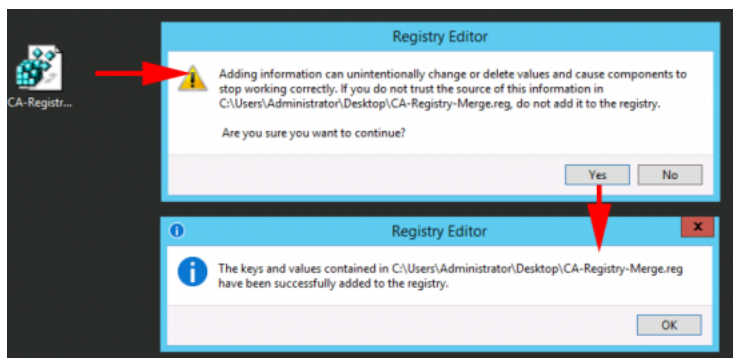 Registry Editor
Adding information can unintentionally change or delete values and cause components to
stop working correctly. If you do not trust the source of this information in
C:\Users\Administrator\Desktop\CA-Registry-Merge.reg, do not add it to the registry.
Are you sure you want to continue?
CA-Registr...
Yes No
Registry Editor
x
The keys and values contained in C:\Users\Administrator\Desktop\CA-Registry-Merge.reg
have been successfully added to the registry.
OK